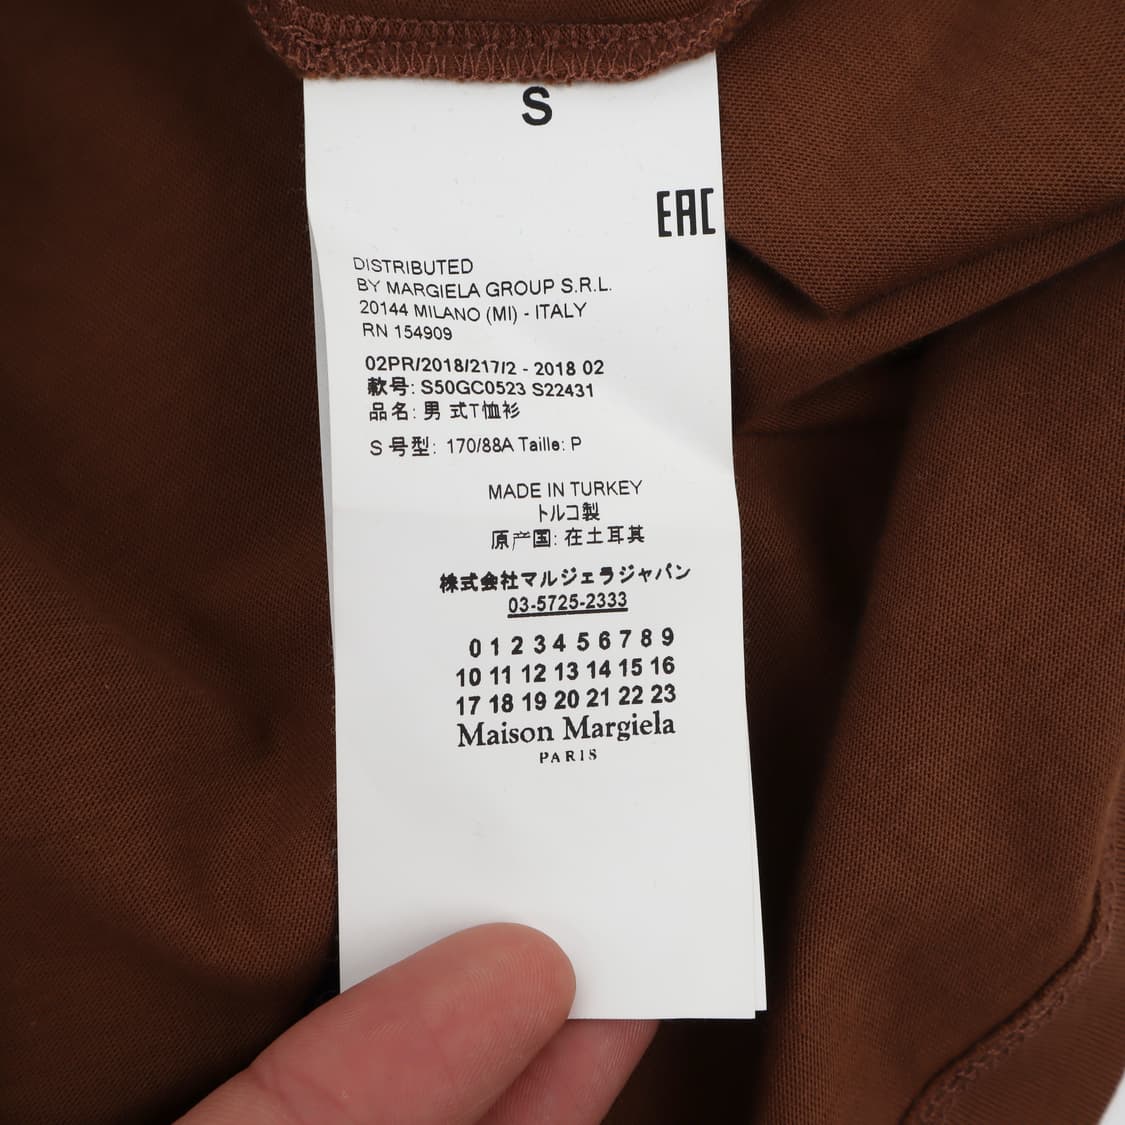 S
EAC
DISTRIBUTED
BY MARGIELA GROUP S.R.L.
20144 MILANO (MI) - ITALY
RN 154909
02PR/2018/217/2 - 2018 02
款号: S50GC0523 S22431
品名: 男 式T恤衫
S 号型: 170/88A Taille: P
MADE IN TURKEY
トルコ製
原产国: 在土耳其
株式会社マルジェラジャパン
03-5725-2333
0 1 2 3 4 5 6 7 8 9
10 11 12 13 14 15 16
17 18 19 20 21 22 23
Maison Margiela
PARIS